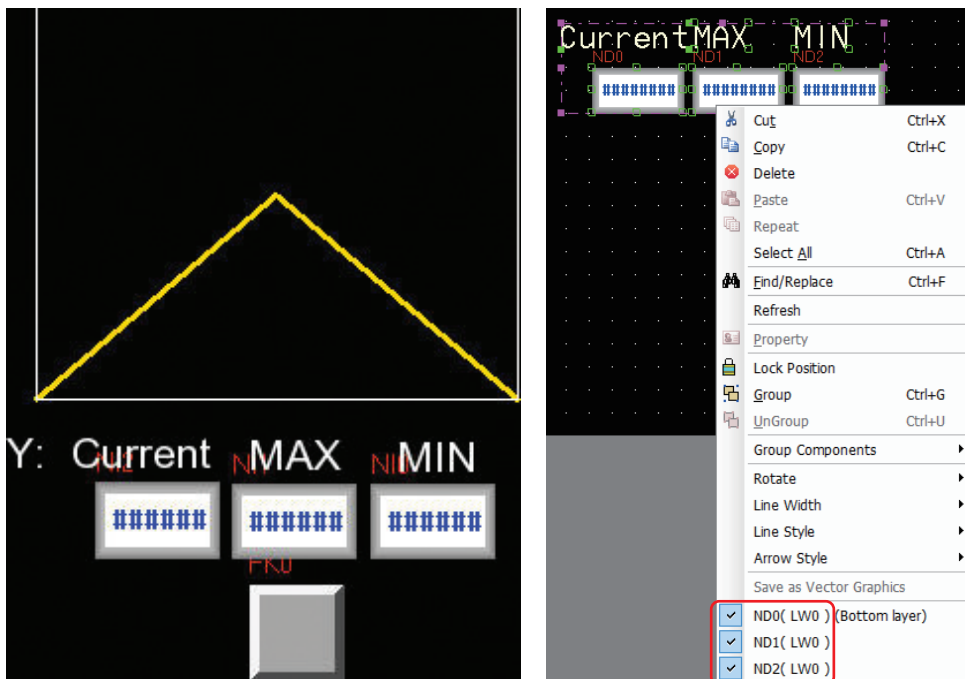 Y: Current MAX MIN
NI2 NI1 NI0
###### ###### ######
FK0
Current MAX MIN
ND0 ND1 ND2
######## ######## ########
Cut Ctrl+X
Copy Ctrl+C
Delete
Paste Ctrl+V
Repeat
Select All Ctrl+A
Find/Replace Ctrl+F
Refresh
Property
Lock Position
Group Ctrl+G
UnGroup Ctrl+U
Group Components
Rotate
Line Width
Line Style
Arrow Style
Save as Vector Graphics
ND0( LW0 ) (Bottom layer)
ND1( LW0 )
ND2( LW0 )